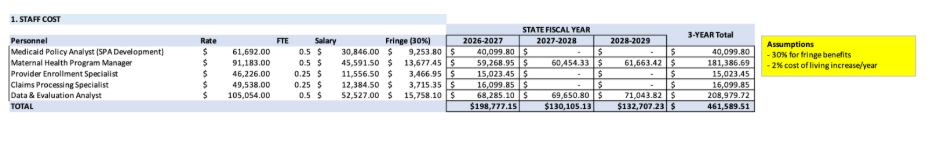 1. STAFF COST
STATE FISCAL YEAR
Personnel Rate FTE Salary Fringe (30%) 2026-2027 2027-2028 2028-2029 3-YEAR Total
Medicaid Policy Analyst (SPA Development) $ 61,692.00 0.5 $ 30,846.00 $ 9,253.80 $ 40,099.80 $ - $ - $ 40,099.80
Maternal Health Program Manager $ 91,183.00 0.5 $ 45,591.50 $ 13,677.45 $ 59,268.95 $ 60,454.33 $ 61,663.42 $ 181,386.69
Provider Enrollment Specialist $ 46,226.00 0.25 $ 11,556.50 $ 3,466.95 $ 15,023.45 $ - $ - $ 15,023.45
Claims Processing Specialist $ 49,538.00 0.25 $ 12,384.50 $ 3,715.35 $ 16,099.85 $ - $ - $ 16,099.85
Data & Evaluation Analyst $ 105,054.00 0.5 $ 52,527.00 $ 15,758.10 $ 68,285.10 $ 69,650.80 $ 71,043.82 $ 208,979.72
TOTAL $198,777.15 $130,105.13 $132,707.23 $ 461,589.51
Assumptions
- 30% for fringe benefits
- 2% cost of living increase/year